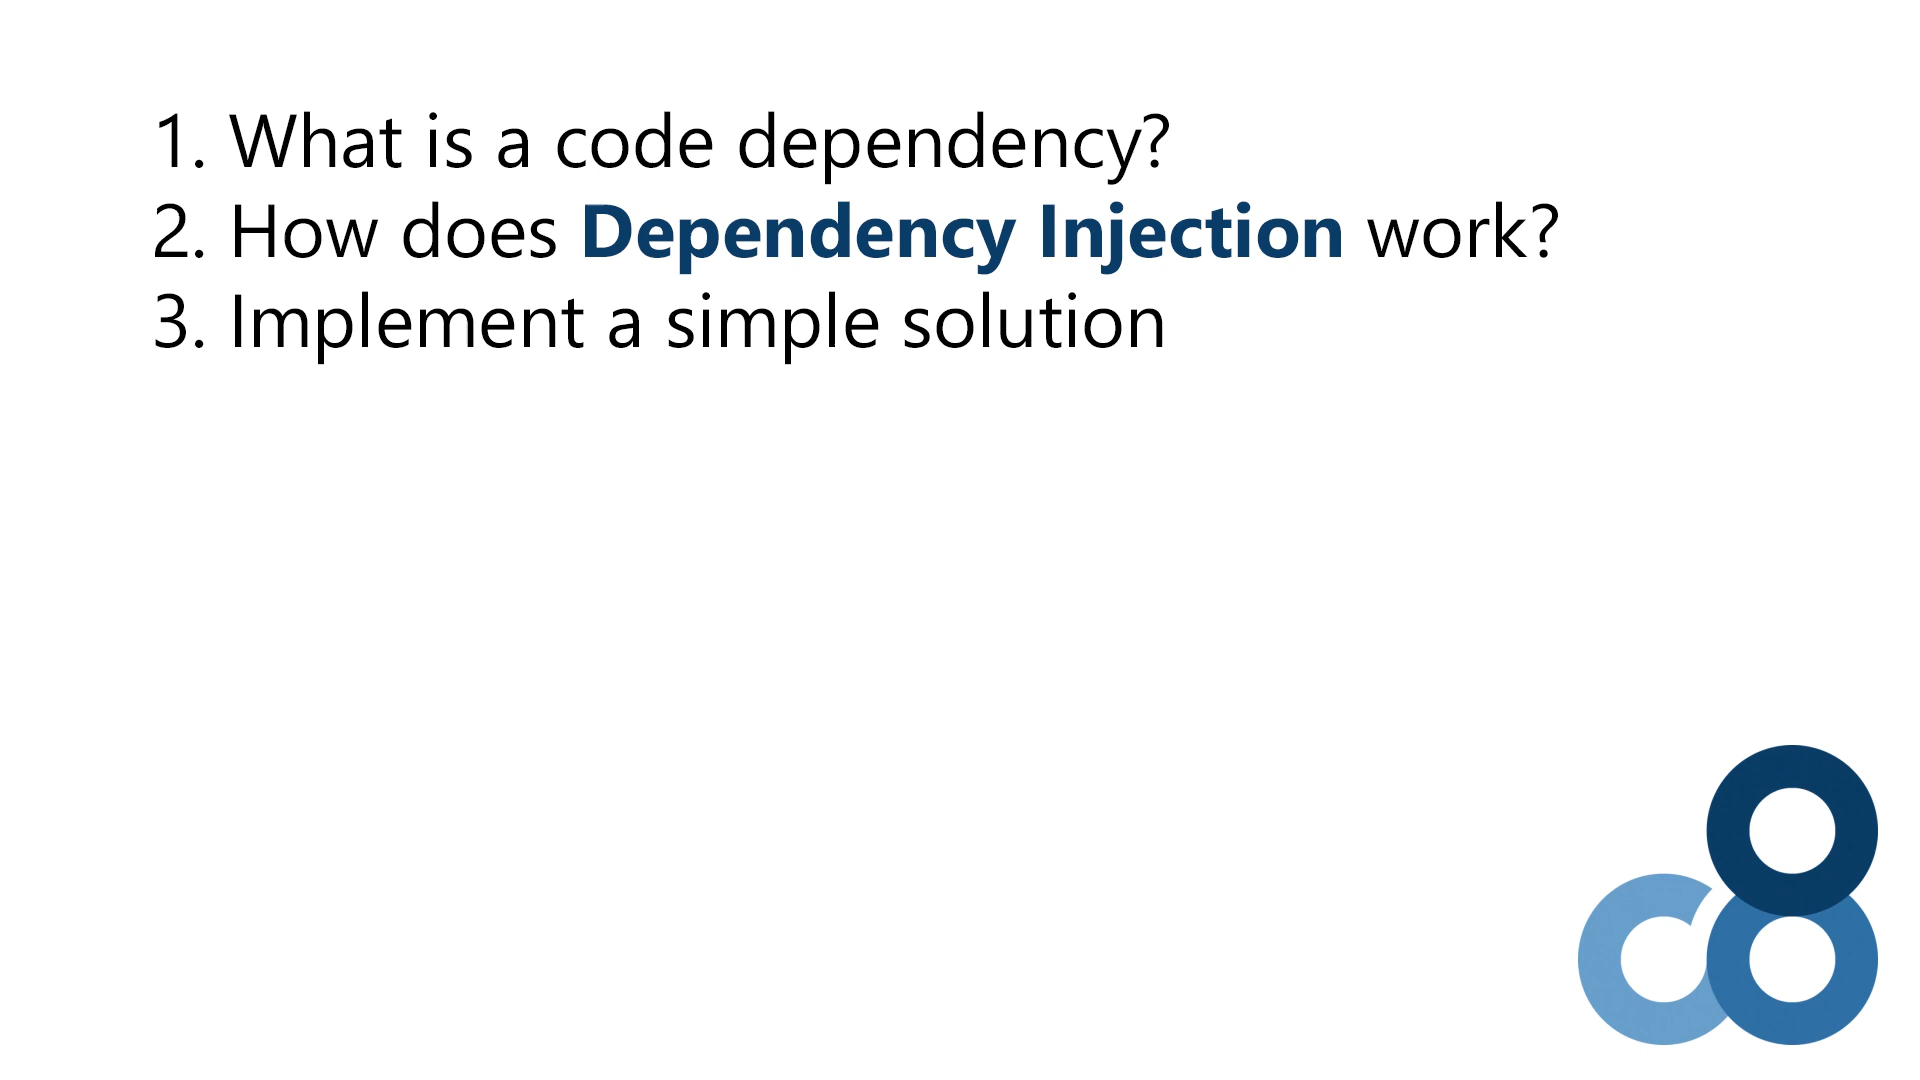 1. What is a code dependency?
2. How does Dependency Injection work?
3. Implement a simple solution